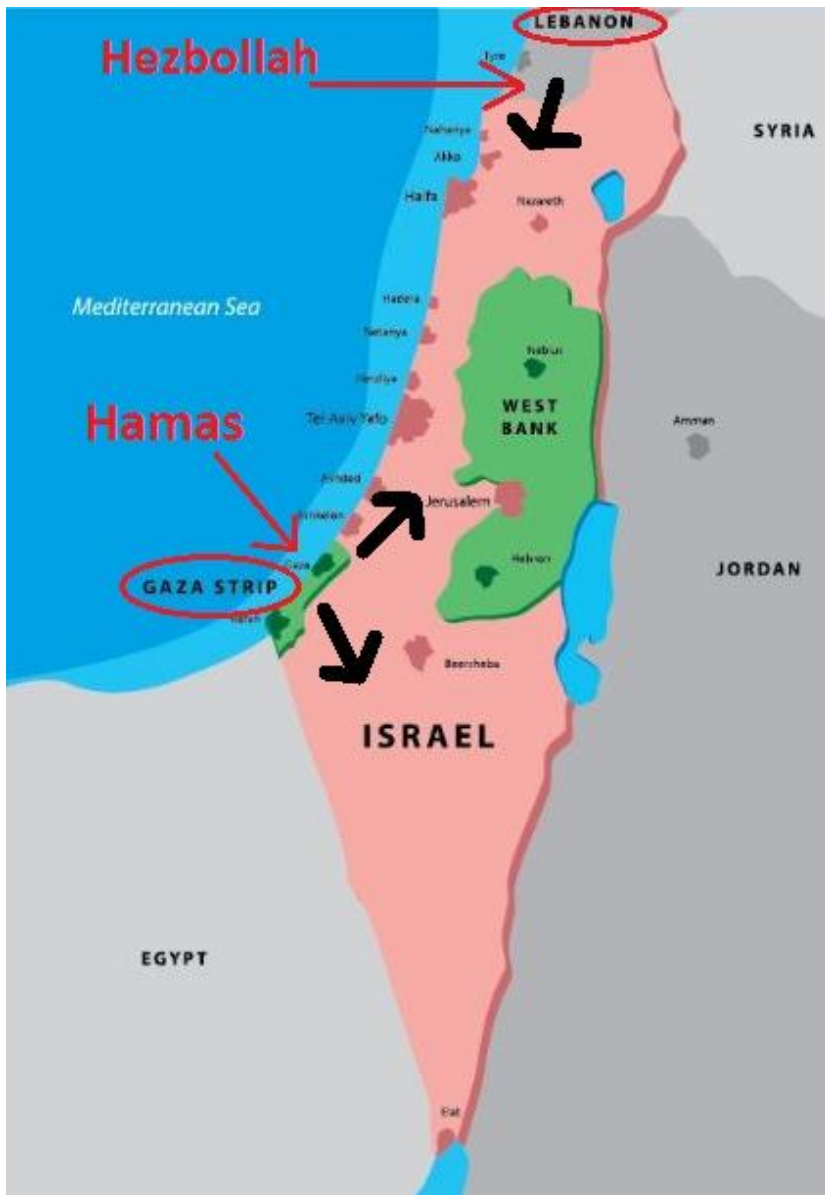 LEBANON
Hezbollah
Tyre
SYRIA
Nahariya
Akko
Haifa
Nazareth
Mediterranean Sea
Hadera
Netanya
Nablus
Herzliya
WEST
BANK
Hamas
Tel Aviv Yafo
Amman
Jerusalem
Gaza
Hebron
JORDAN
GAZA STRIP
Beersheba
ISRAEL
EGYPT
Elat